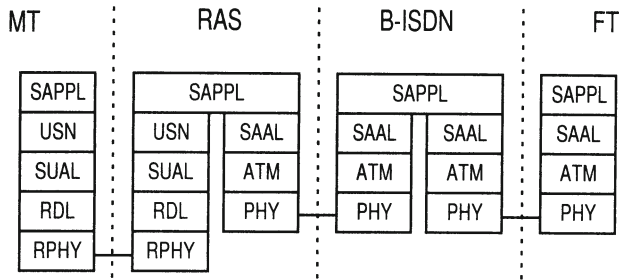 MT RAS B-ISDN FT
SAPPL SAPPL SAPPL SAPPL
USN USN SAAL SAAL SAAL SAAL
SUAL SUAL ATM ATM ATM ATM
RDL RDL PHY PHY PHY PHY
RPHY RPHY